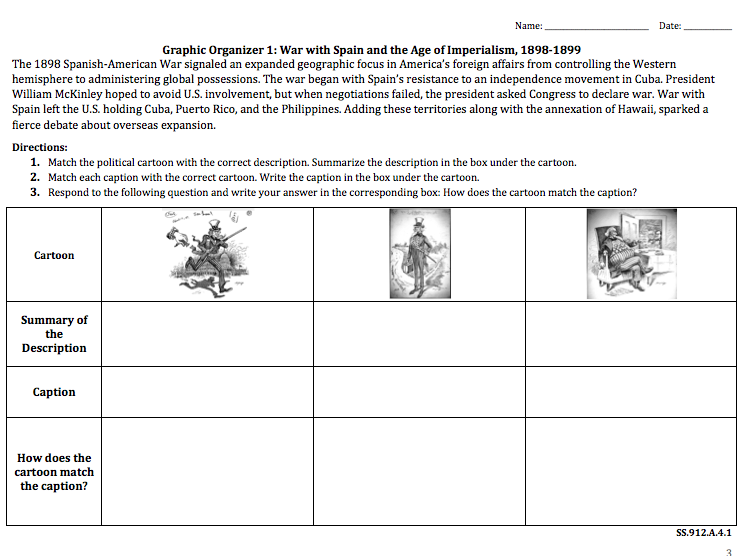 Name: ____________________ Date: _________
Graphic Organizer 1: War with Spain and the Age of Imperialism, 1898-1899
The 1898 Spanish-American War signaled an expanded geographic focus in America's foreign affairs from controlling the Western
hemisphere to administering global possessions. The war began with Spain's resistance to an independence movement in Cuba. President
William McKinley hoped to avoid U.S. involvement, but when negotiations failed, the president asked Congress to declare war. War with
Spain left the U.S. holding Cuba, Puerto Rico, and the Philippines. Adding these territories along with the annexation of Hawaii, sparked a
fierce debate about overseas expansion.
Directions:
1. Match the political cartoon with the correct description. Summarize the description in the box under the cartoon.
2. Match each caption with the correct cartoon. Write the caption in the box under the cartoon.
3. Respond to the following question and write your answer in the corresponding box: How does the cartoon match the caption?
Cartoon
Summary of
the
Description
Caption
How does the
cartoon match
the caption?
SS.912.A.4.1
3